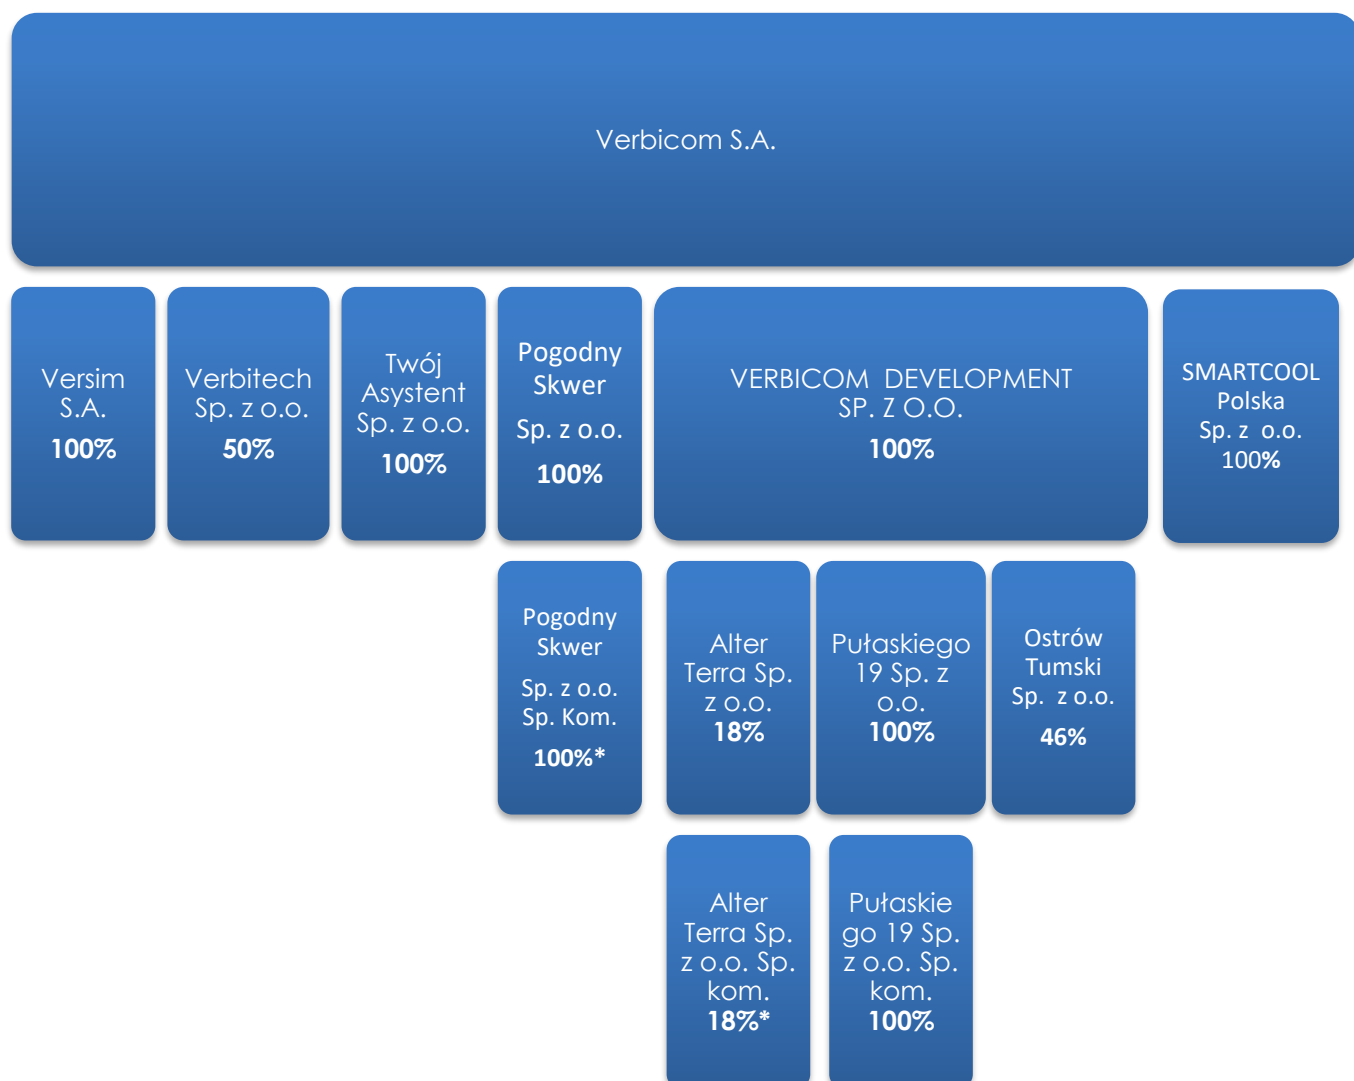 Verbicom S.A.
Versim
S.A.
100%
Verbitech
Sp. z o.o.
50%
Twój
Asystent
Sp. z o.o.
100%
Pogodny
Skwer
Sp. z o.o.
100%
VERBICOM DEVELOPMENT
SP. Z O.O.
100%
SMARTCOOL
Polska
Sp. z o.o.
100%
Pogodny
Skwer
Sp. z o.o.
Sp. Kom.
100%*
Alter
Terra Sp.
z o.o.
18%
Pułaskiego
19 Sp. z
o.o.
100%
Ostrów
Tumski
Sp. z o.o.
46%
Alter
Terra Sp.
z o.o. Sp.
kom.
18%*
Pułaskie
go 19 Sp.
z o.o. Sp.
kom.
100%